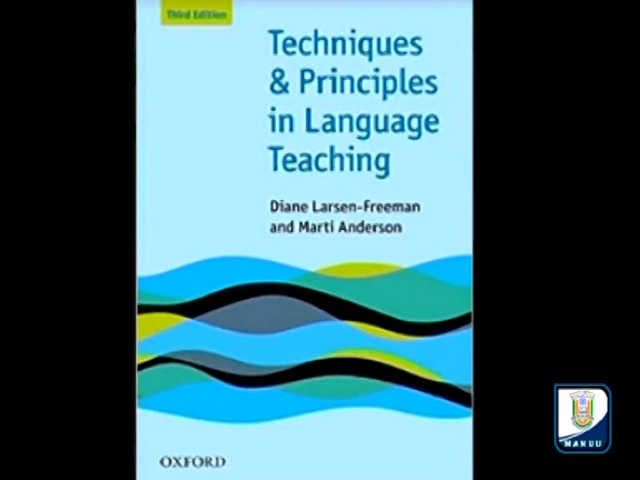 Third Edition
Techniques
& Principles
in Language
Teaching
Diane Larsen-Freeman
and Marti Anderson
OXFORD
MANUU